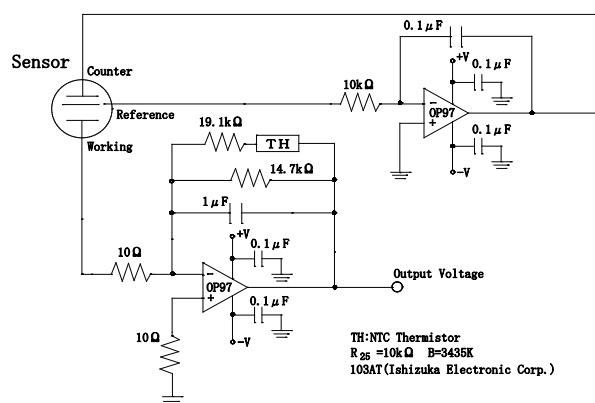 0.1μF
+V
0.1μF
Sensor
Counter
10kΩ
−
OP97
+
Reference
19.1kΩ
TH
0.1μF
Working
-V
14.7kΩ
1μF
+V
0.1μF
10Ω
−
OP97
+
Output Voltage
0.1μF
10Ω
-V
TH:NTC Thermistor
R25 =10kΩ B=3435K
103AT(Ishizuka Electronic Corp.)